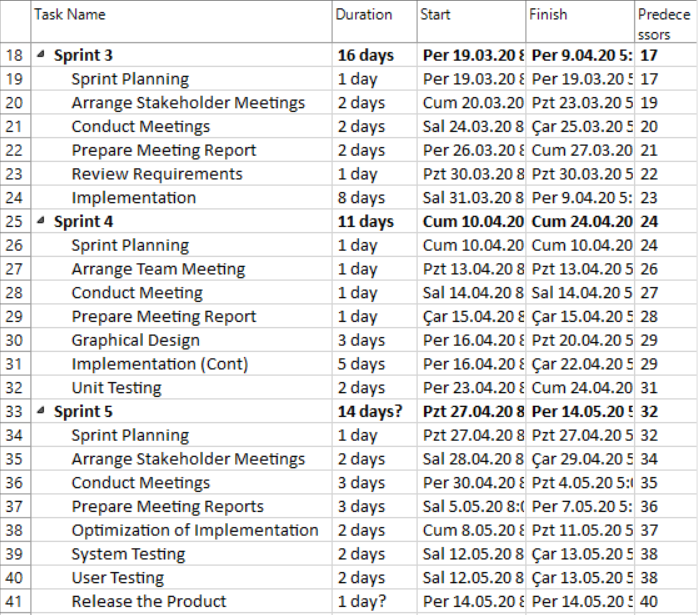 Task Name Duration Start Finish Predece
ssors
18 Sprint 3 16 days Per 19.03.20 8 Per 9.04.20 5: 17
19 Sprint Planning 1 day Per 19.03.20 8 Per 19.03.20 5 17
20 Arrange Stakeholder Meetings 2 days Cum 20.03.20 Pzt 23.03.20 5 19
21 Conduct Meetings 2 days Sal 24.03.20 8 Çar 25.03.20 5 20
22 Prepare Meeting Report 2 days Per 26.03.20 8 Cum 27.03.20 21
23 Review Requirements 1 day Pzt 30.03.20 8 Pzt 30.03.20 5 22
24 Implementation 8 days Sal 31.03.20 8 Per 9.04.20 5: 23
25 Sprint 4 11 days Cum 10.04.20 Cum 24.04.20 24
26 Sprint Planning 1 day Cum 10.04.20 Cum 10.04.20 24
27 Arrange Team Meeting 1 day Pzt 13.04.20 8 Pzt 13.04.20 5 26
28 Conduct Meeting 1 day Sal 14.04.20 8 Sal 14.04.20 5 27
29 Prepare Meeting Report 1 day Çar 15.04.20 8 Çar 15.04.20 5 28
30 Graphical Design 3 days Per 16.04.20 8 Pzt 20.04.20 5 29
31 Implementation (Cont) 5 days Per 16.04.20 8 Çar 22.04.20 5 29
32 Unit Testing 2 days Per 23.04.20 8 Cum 24.04.20 31
33 Sprint 5 14 days? Pzt 27.04.20 8 Per 14.05.20 5 32
34 Sprint Planning 1 day Pzt 27.04.20 8 Pzt 27.04.20 5 32
35 Arrange Stakeholder Meetings 2 days Sal 28.04.20 8 Çar 29.04.20 5 34
36 Conduct Meetings 3 days Per 30.04.20 8 Pzt 4.05.20 5:0 35
37 Prepare Meeting Reports 3 days Sal 5.05.20 8:0 Per 7.05.20 5: 36
38 Optimization of Implementation 2 days Cum 8.05.20 8 Pzt 11.05.20 5 37
39 System Testing 2 days Sal 12.05.20 8 Çar 13.05.20 5 38
40 User Testing 2 days Sal 12.05.20 8 Çar 13.05.20 5 38
41 Release the Product 1 day? Per 14.05.20 8 Per 14.05.20 5 40